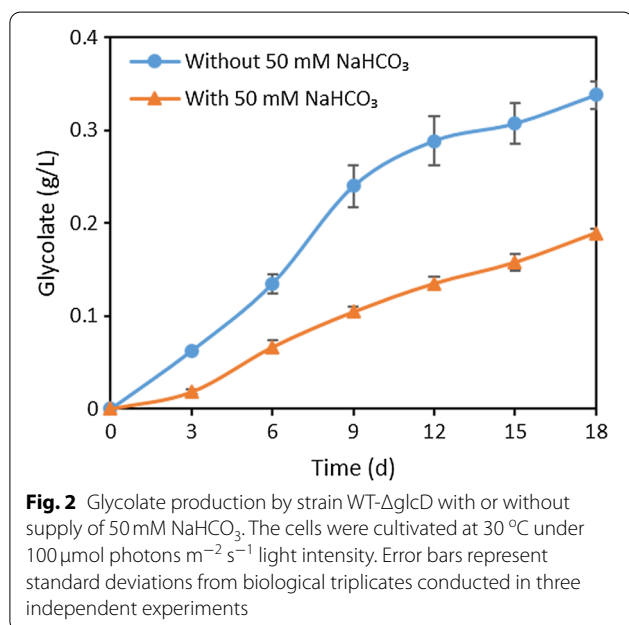 0.4
0.3
0.2
0.1
0
Glycolate (g/L)
Without 50 mM NaHCO₃
With 50 mM NaHCO₃
0 3 6 9 12 15 18
Time (d)
Fig. 2 Glycolate production by strain WT-ΔglcD with or without
supply of 50 mM NaHCO₃. The cells were cultivated at 30 °C under
100 µmol photons m⁻² s⁻¹ light intensity. Error bars represent
standard deviations from biological triplicates conducted in three
independent experiments